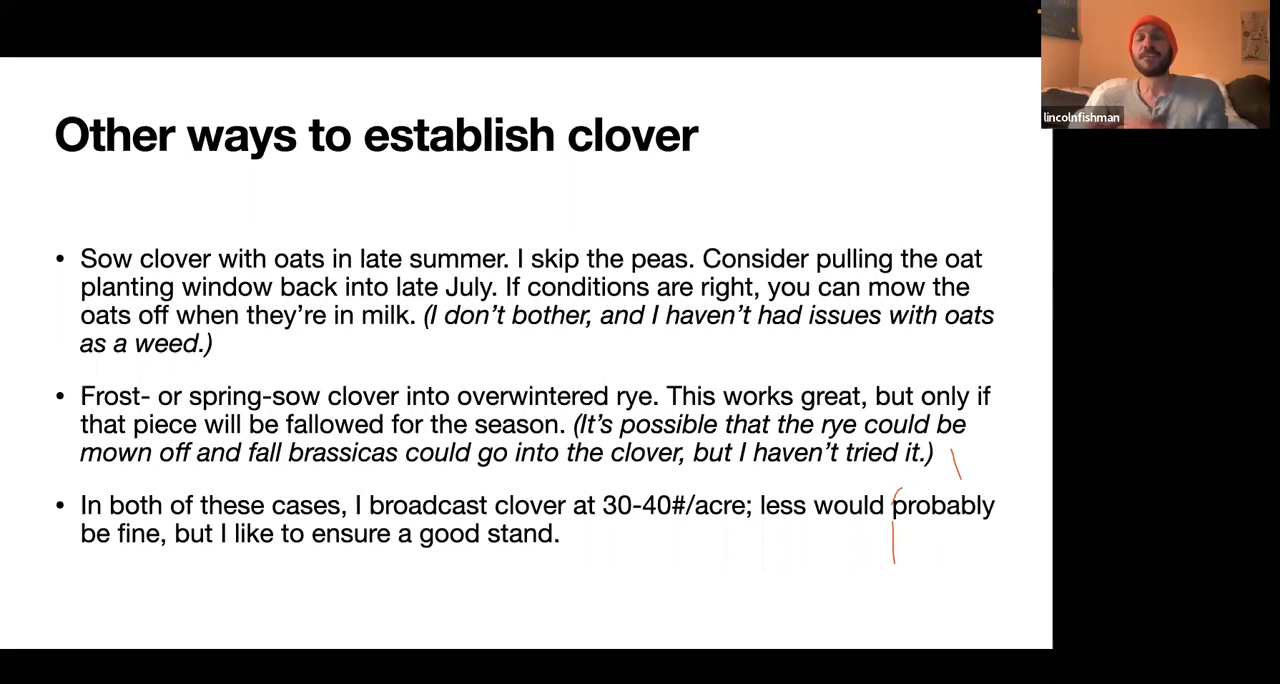 lincolnfishman
Other ways to establish clover
• Sow clover with oats in late summer. I skip the peas. Consider pulling the oat
planting window back into late July. If conditions are right, you can mow the
oats off when they’re in milk. (I don’t bother, and I haven’t had issues with oats
as a weed.)
• Frost- or spring-sow clover into overwintered rye. This works great, but only if
that piece will be fallowed for the season. (It’s possible that the rye could be
mown off and fall brassicas could go into the clover, but I haven’t tried it.)
• In both of these cases, I broadcast clover at 30-40#/acre; less would probably
be fine, but I like to ensure a good stand.